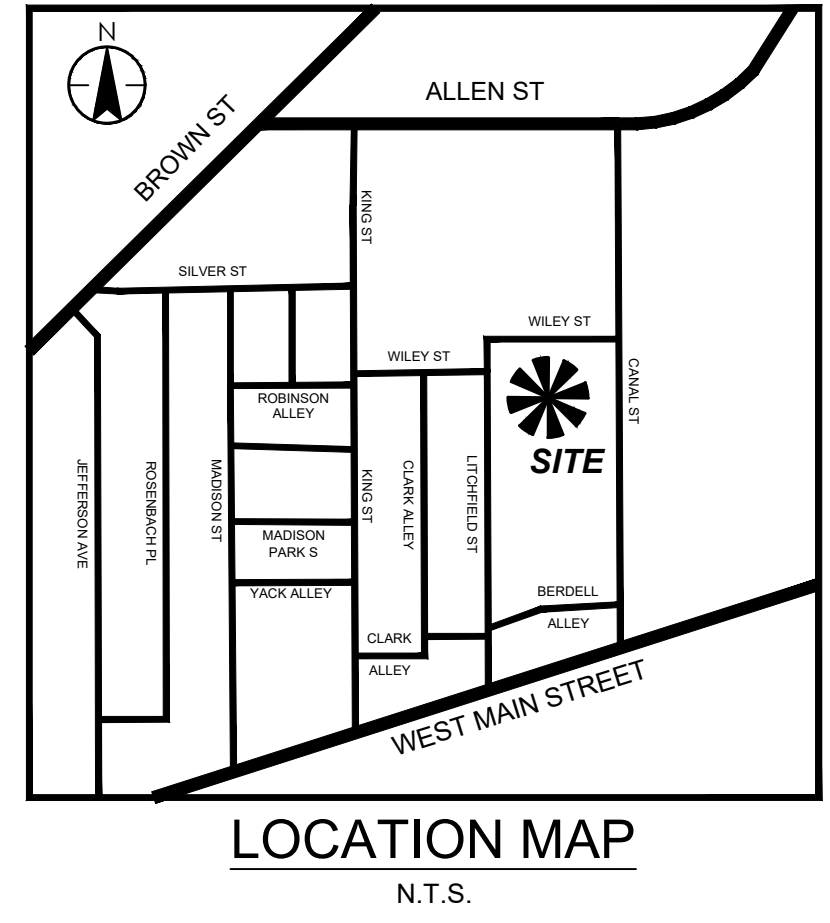 N
ALLEN ST
BROWN ST
KING ST
SILVER ST
WILEY ST
WILEY ST
CANAL ST
ROBINSON
ALLEY
SITE
JEFFERSON AVE
ROSENBACH PL
MADISON ST
KING ST
CLARK ALLEY
LITCHFIELD ST
MADISON
PARK S
YACK ALLEY
BERDELL
ALLEY
CLARK
ALLEY
WEST MAIN STREET
LOCATION MAP
N.T.S.